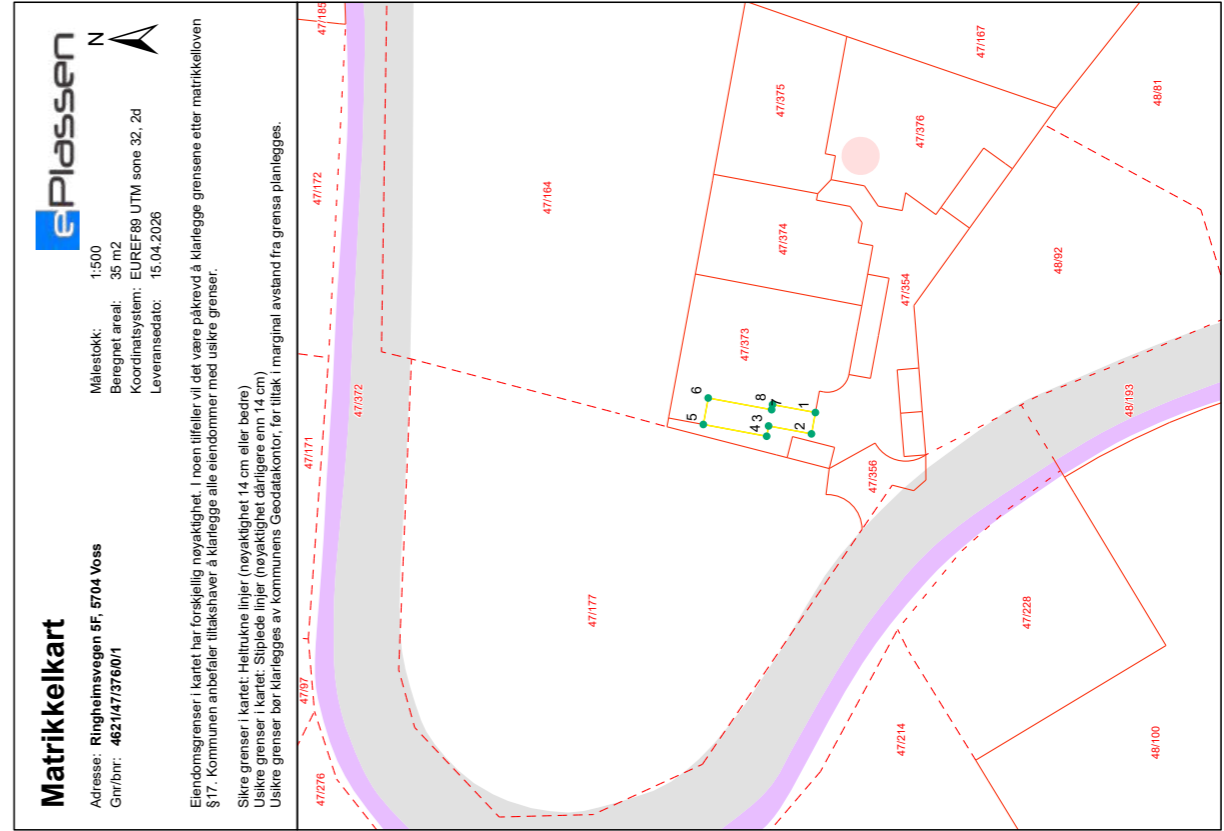 Matrikkelkart
ePlassen
N
Adresse: Ringheimsvegen 5F, 5704 Voss
Gnr/bnr: 4621/47/376/0/1
Målestokk: 1:500
Beregnet areal: 35 m2
Koordinatsystem: EUREF89 UTM sone 32, 2d
Leveransedato: 15.04.2026
Eiendomsgrenser i kartet har forskjellig nøyaktighet. I noen tilfeller vil det være påkrevd å klarlegge grensene etter matrikkelloven
§17. Kommunen anbefaler tiltakshaver å klarlegge alle eiendommer med usikre grenser.
Sikre grenser i kartet: Heltrukne linjer (nøyaktighet 14 cm eller bedre)
Usikre grenser i kartet: Stiplede linjer (nøyaktighet dårligere enn 14 cm)
Usikre grenser bør klarlegges av kommunens Geodatakontor, før tiltak i marginal avstand fra grensa planlegges.
47/276
47/97
47/171
47/172
47/185
47/372
47/164
47/177
47/373
47/374
47/375
47/376
47/167
47/354
47/356
48/92
48/81
48/193
47/228
47/214
48/100
5
6
4
3
7
8
2
1